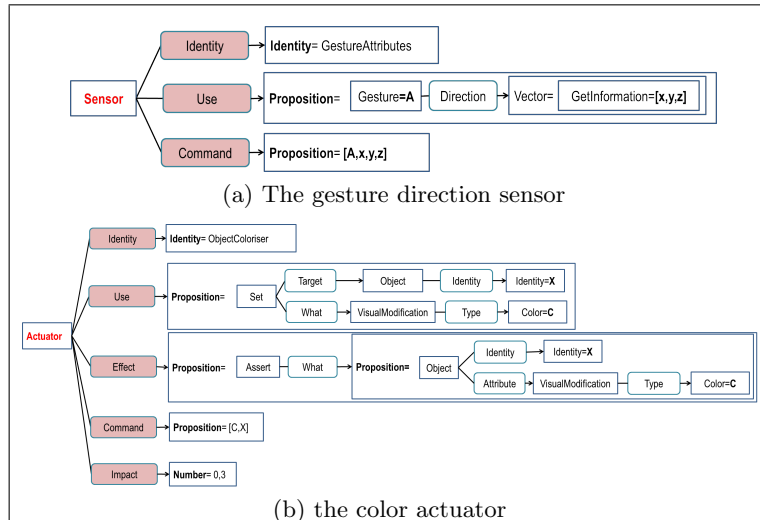 Identity
Identity= GestureAttributes
Sensor
Use
Proposition=
Gesture=A
Direction
Vector=
GetInformation=[x,y,z]
Command
Proposition= [A,x,y,z]
(a) The gesture direction sensor
Identity
Identity= ObjectColoriser
Use
Proposition=
Set
Target
Object
Identity
Identity=X
What
VisualModification
Type
Color=C
Actuator
Effect
Proposition=
Assert
What
Proposition=
Object
Identity
Identity=X
Attribute
VisualModification
Type
Color=C
Command
Proposition= [C,X]
Impact
Number= 0,3
(b) the color actuator